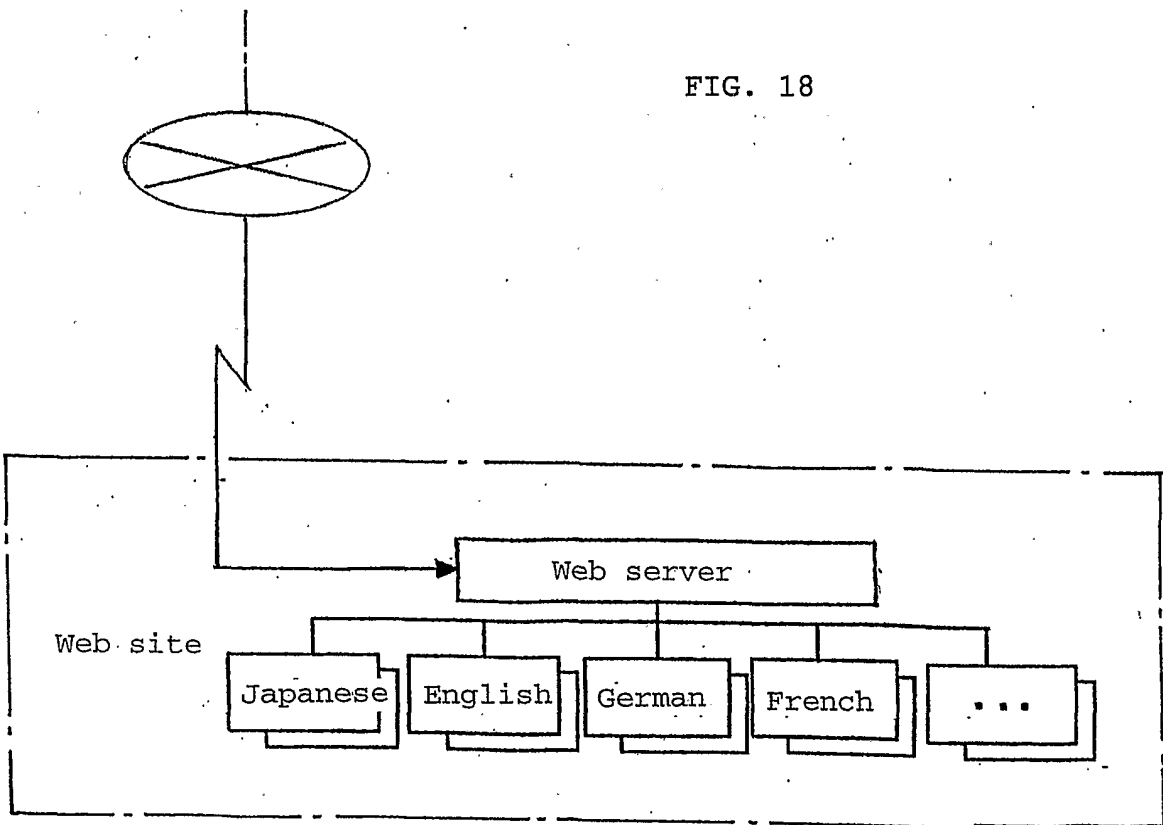 FIG. 18
Web server
Web site
Japanese
English
German
French
...